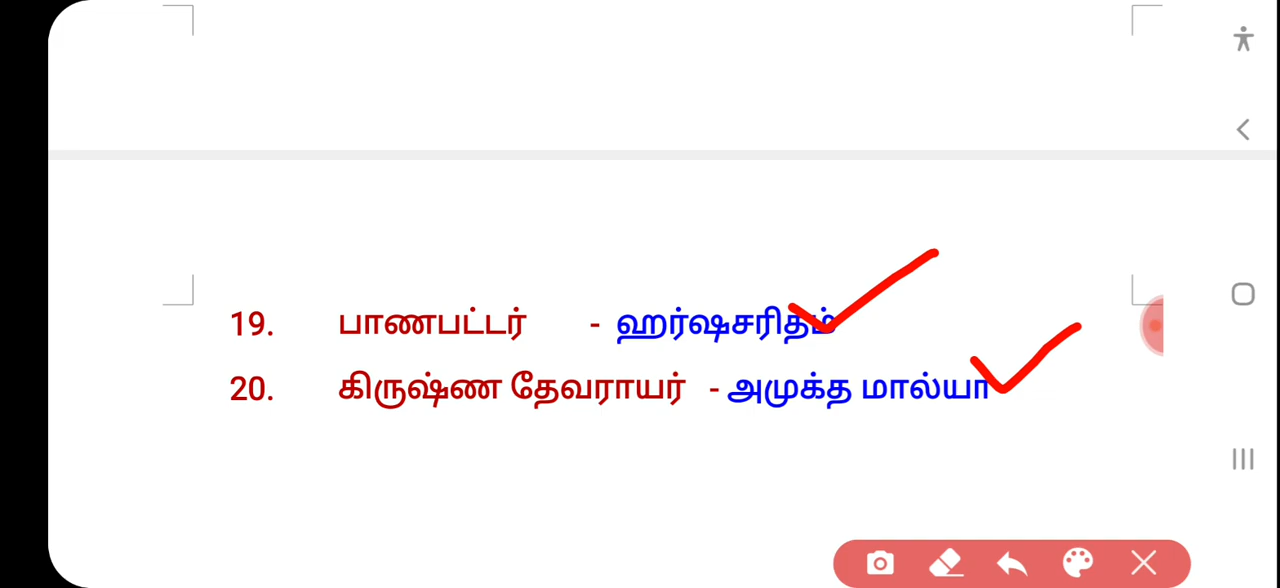 19. பாணபட்டர் - ஹர்ஷசரிதம்
20. கிருஷ்ண தேவராயர் - அமுக்த மால்யா